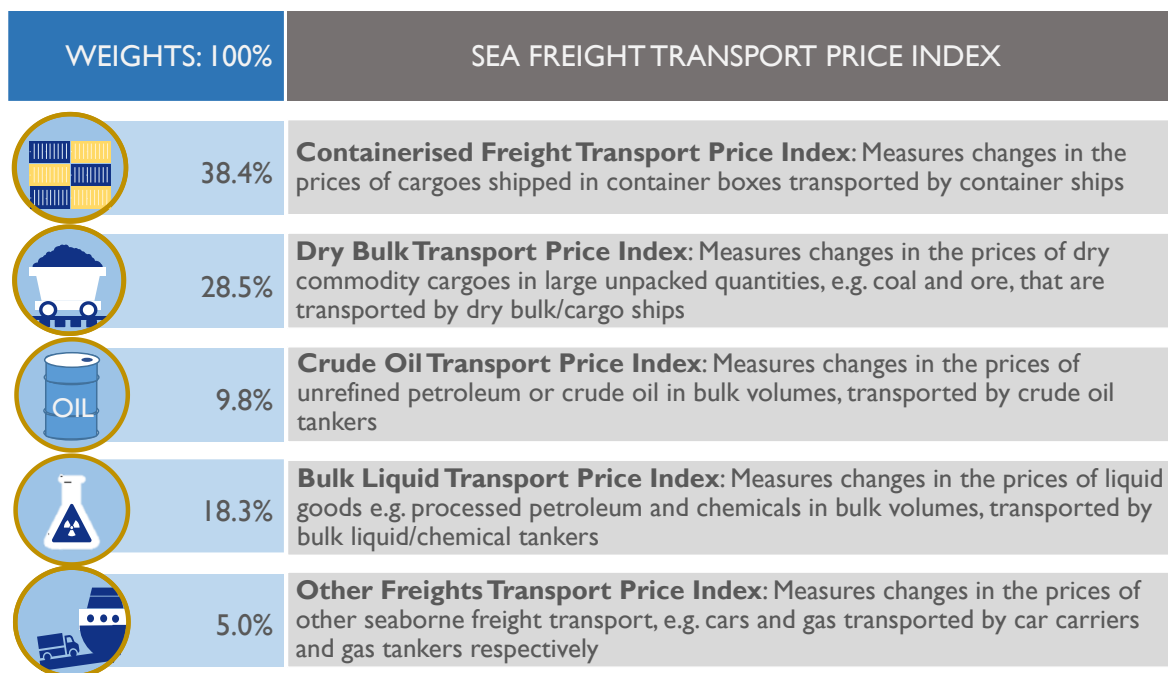 WEIGHTS: 100%
SEA FREIGHT TRANSPORT PRICE INDEX
38.4%
Containerised Freight Transport Price Index: Measures changes in the
prices of cargoes shipped in container boxes transported by container ships
28.5%
Dry Bulk Transport Price Index: Measures changes in the prices of dry
commodity cargoes in large unpacked quantities, e.g. coal and ore, that are
transported by dry bulk/cargo ships
OIL
9.8%
Crude Oil Transport Price Index: Measures changes in the prices of
unrefined petroleum or crude oil in bulk volumes, transported by crude oil
tankers
18.3%
Bulk Liquid Transport Price Index: Measures changes in the prices of liquid
goods e.g. processed petroleum and chemicals in bulk volumes, transported by
bulk liquid/chemical tankers
5.0%
Other Freights Transport Price Index: Measures changes in the prices of
other seaborne freight transport, e.g. cars and gas transported by car carriers
and gas tankers respectively